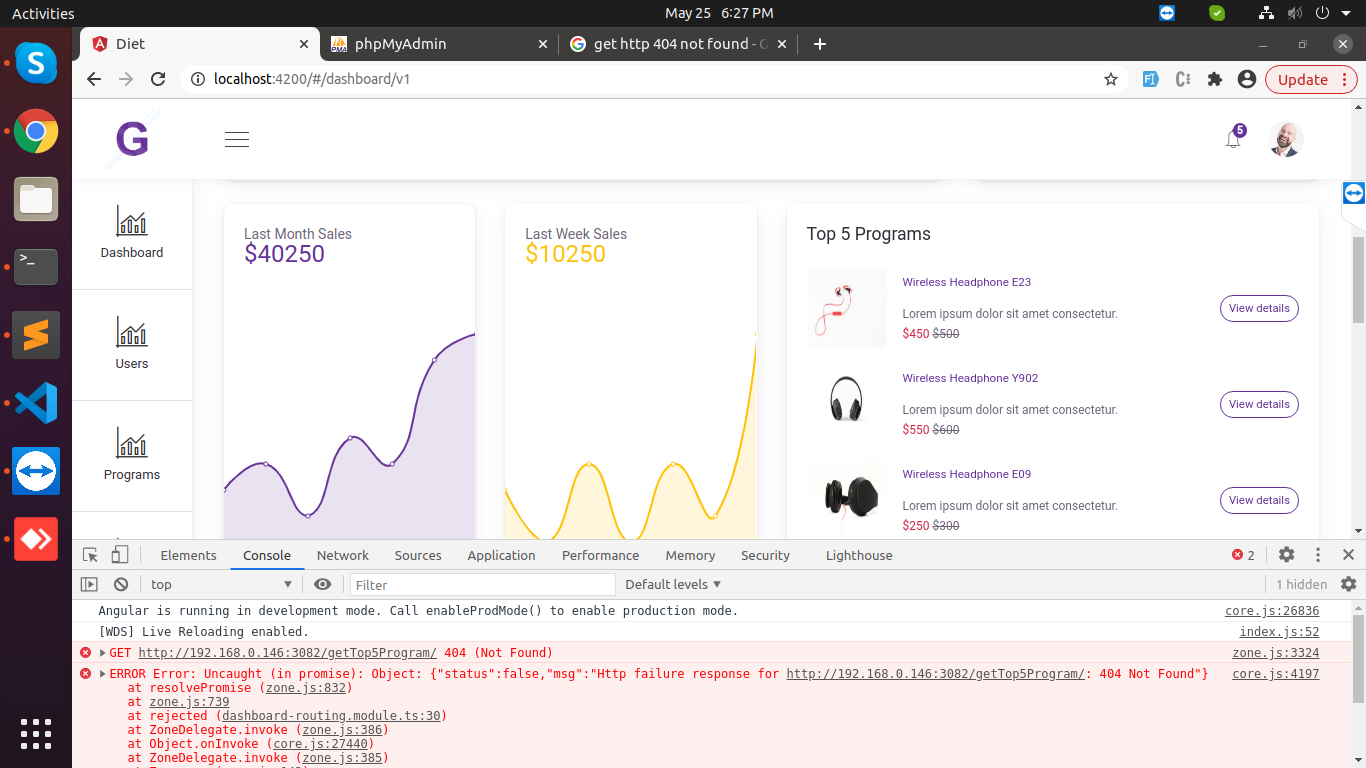 Activities
May 25 6:27 PM
Diet
phpMyAdmin
get http 404 not found - G
localhost:4200/#/dashboard/v1
Update
G
5
Dashboard
Users
Programs
Last Month Sales
$40250
Last Week Sales
$10250
Top 5 Programs
Wireless Headphone E23
Lorem ipsum dolor sit amet consectetur.
$450 $500
View details
Wireless Headphone Y902
Lorem ipsum dolor sit amet consectetur.
$550 $600
View details
Wireless Headphone E09
Lorem ipsum dolor sit amet consectetur.
$250 $300
View details
Elements Console Network Sources Application Performance Memory Security Lighthouse 2
top Filter Default levels 1 hidden
Angular is running in development mode. Call enableProdMode() to enable production mode. core.js:26836
[WDS] Live Reloading enabled. index.js:52
GET http://192.168.0.146:3082/getTop5Program/ 404 (Not Found) zone.js:3324
ERROR Error: Uncaught (in promise): Object: {"status":false,"msg":"Http failure response for http://192.168.0.146:3082/getTop5Program/: 404 Not Found"} core.js:4197
at resolvePromise (zone.js:832)
at zone.js:739
at rejected (dashboard-routing.module.ts:30)
at ZoneDelegate.invoke (zone.js:386)
at Object.onInvoke (core.js:27440)
at ZoneDelegate.invoke (zone.js:385)